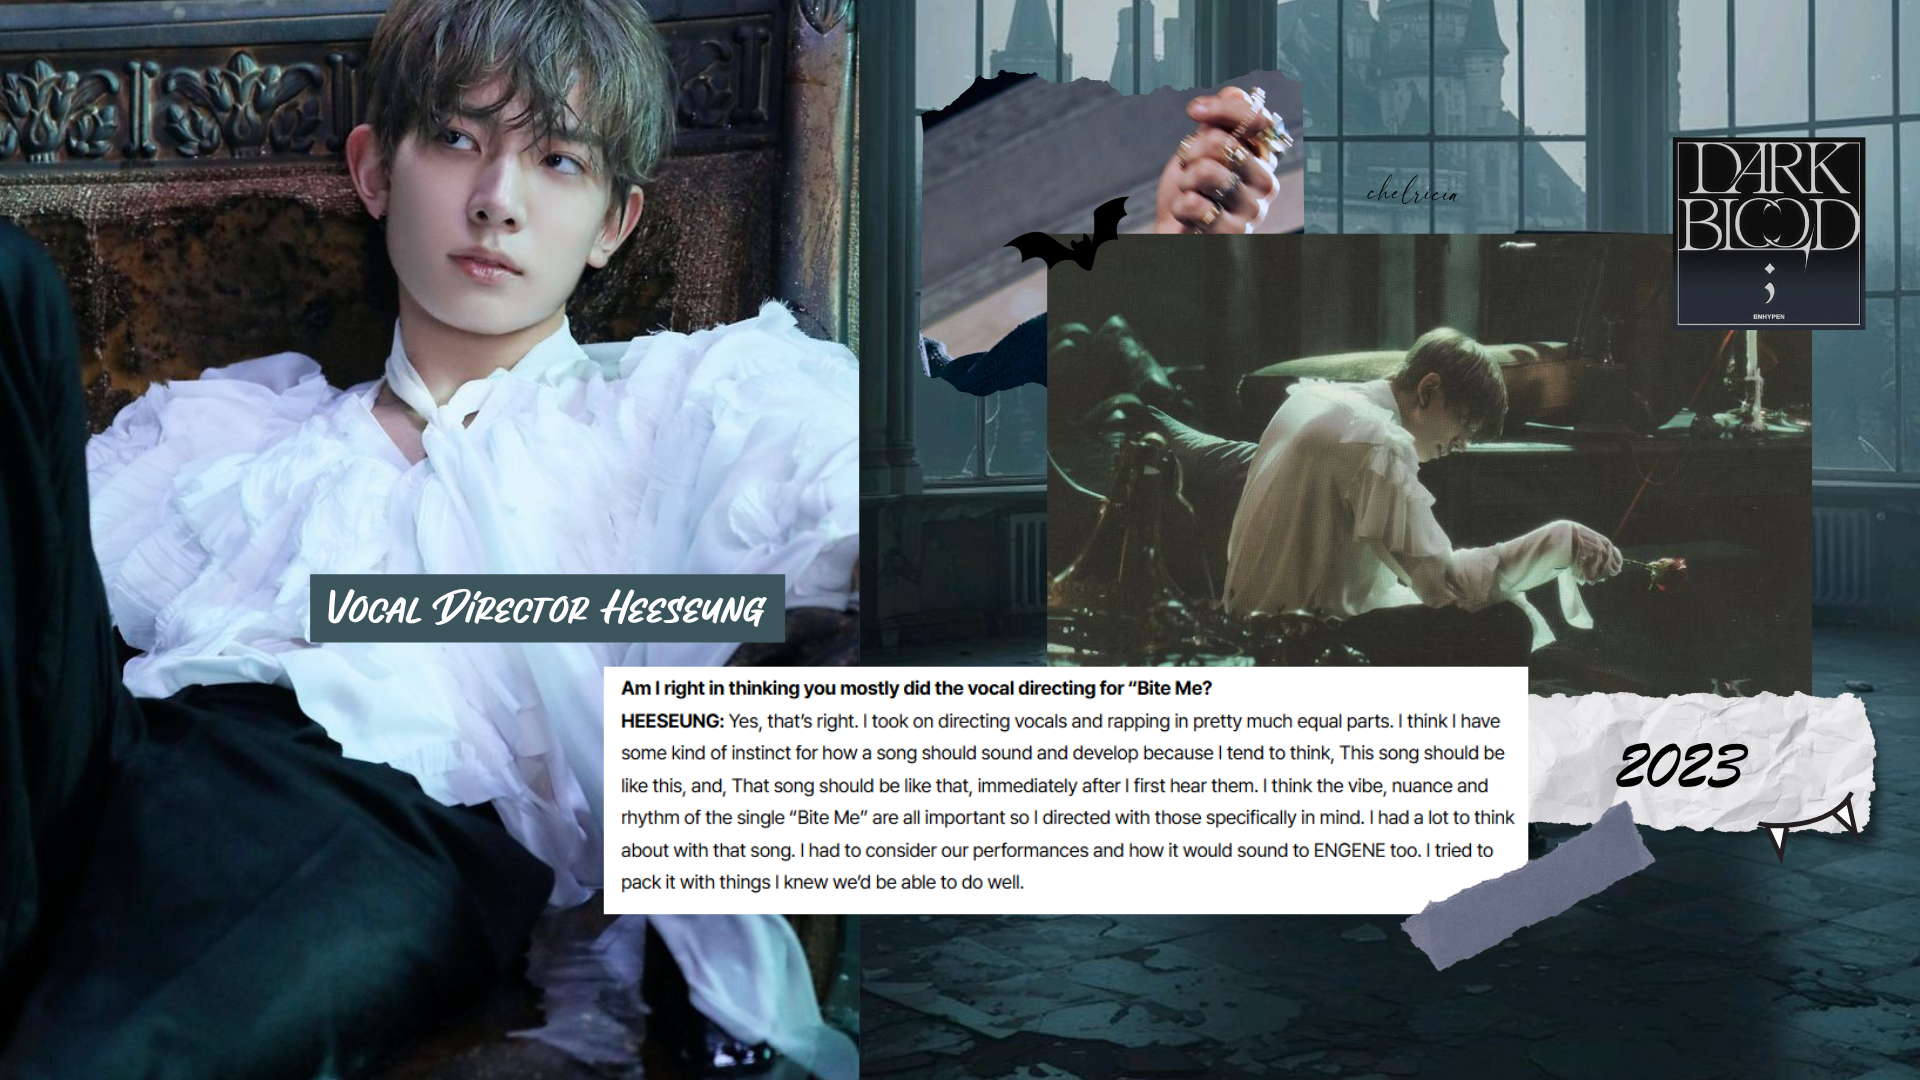 chelricia
DARK
BLOOD
ENHYPEN
VOCAL DIRECTOR HEESEUNG
Am I right in thinking you mostly did the vocal directing for “Bite Me?
HEESEUNG: Yes, that’s right. I took on directing vocals and rapping in pretty much equal parts. I think I have
some kind of instinct for how a song should sound and develop because I tend to think, This song should be
like this, and, That song should be like that, immediately after I first hear them. I think the vibe, nuance and
rhythm of the single “Bite Me” are all important so I directed with those specifically in mind. I had a lot to think
about with that song. I had to consider our performances and how it would sound to ENGENE too. I tried to
pack it with things I knew we’d be able to do well.
2023